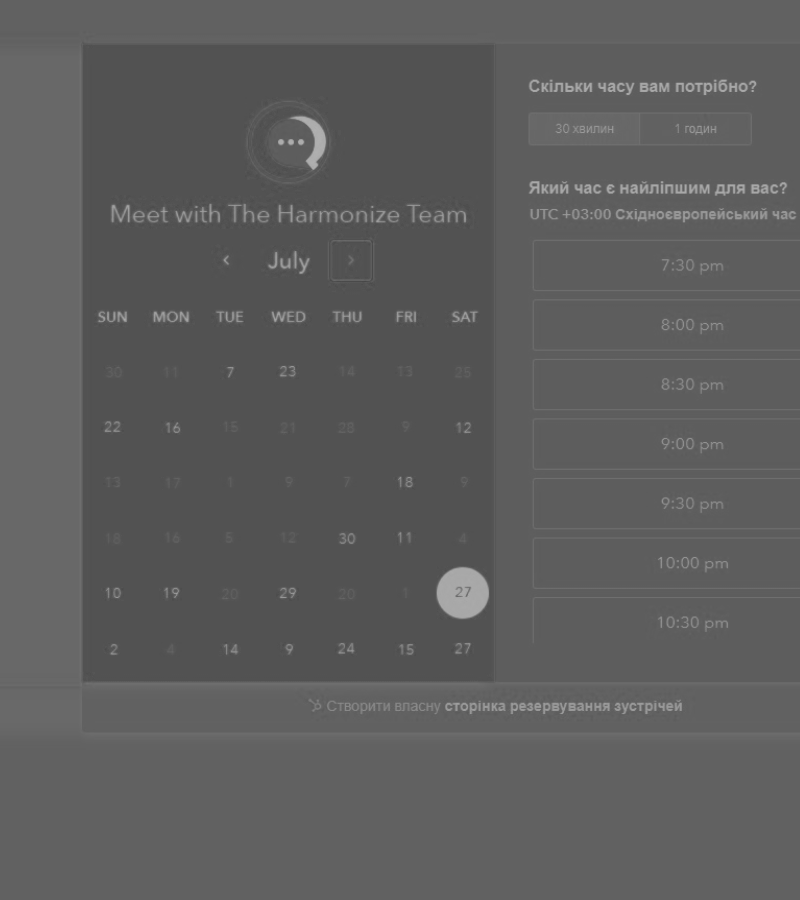 Meet with The Harmonize Team
July
SUN MON TUE WED THU FRI SAT
30 11 7 23 14 13 25
22 16 15 21 28 9 12
13 17 1 9 7 18 9
18 16 5 12 30 11 4
10 19 20 29 20 1 27
2 4 14 9 24 15 27
Скільки часу вам потрібно?
30 хвилин 1 годин
Який час є найліпшим для вас?
UTC +03:00 Східноєвропейський час
7:30 pm
8:00 pm
8:30 pm
9:00 pm
9:30 pm
10:00 pm
10:30 pm
Створити власну сторінка резервування зустрічей